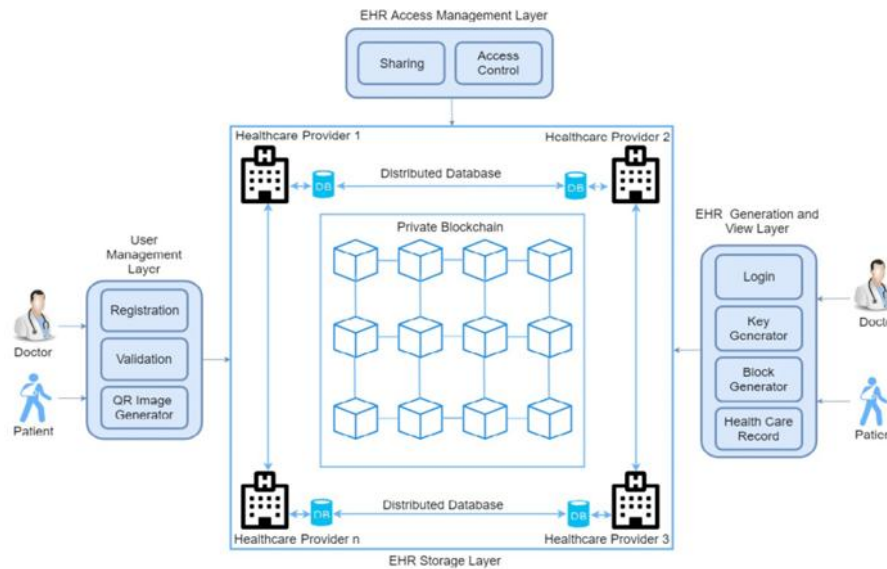 EHR Access Management Layer
Sharing
Access
Control
Healthcare Provider 1
Healthcare Provider 2
DB
Distributed Database
DB
Private Blockchain
User
Management
Layer
Registration
Validation
QR Image
Generator
Doctor
Patient
EHR Generation and
View Layer
Login
Key
Generator
Block
Generator
Health Care
Record
Docto
Patien
DB
Distributed Database
DB
Healthcare Provider n
Healthcare Provider 3
EHR Storage Layer